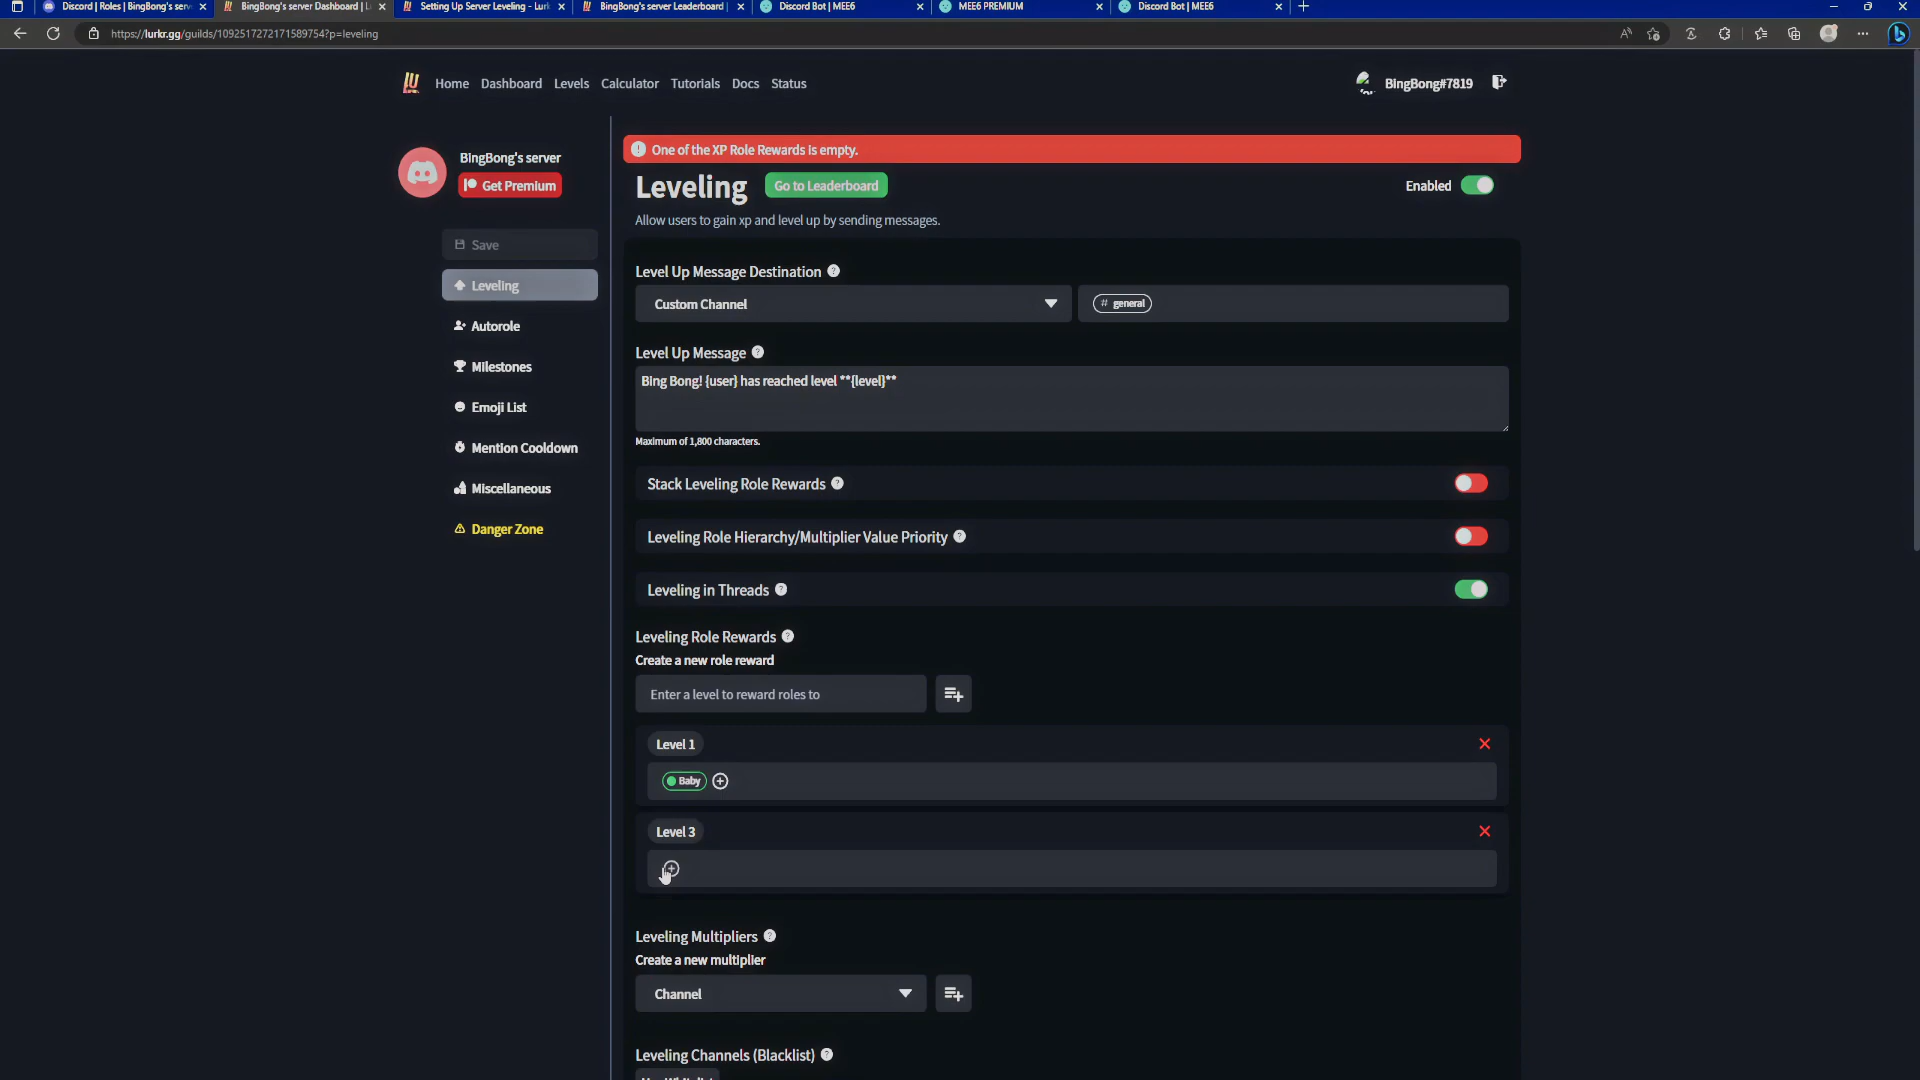 Discord | Roles | BingBong's serv
BingBong's server Dashboard | L
Setting Up Server Leveling - Lurk
BingBong's server Leaderboard |
Discord Bot | MEE6
MEE6 PREMIUM
Discord Bot | MEE6
https://lurkr.gg/guilds/1092517272171589754?p=leveling
Home Dashboard Levels Calculator Tutorials Docs Status
BingBong#7819
BingBong's server
Get Premium
Save
Leveling
Autorole
Milestones
Emoji List
Mention Cooldown
Miscellaneous
Danger Zone
One of the XP Role Rewards is empty.
Leveling Go to Leaderboard Enabled
Allow users to gain xp and level up by sending messages.
Level Up Message Destination
Custom Channel
# general
Level Up Message
Bing Bong! {user} has reached level **{level}**
Maximum of 1,800 characters.
Stack Leveling Role Rewards
Leveling Role Hierarchy/Multiplier Value Priority
Leveling in Threads
Leveling Role Rewards
Create a new role reward
Enter a level to reward roles to
Level 1
Baby
Level 3
Leveling Multipliers
Create a new multiplier
Channel
Leveling Channels (Blacklist)